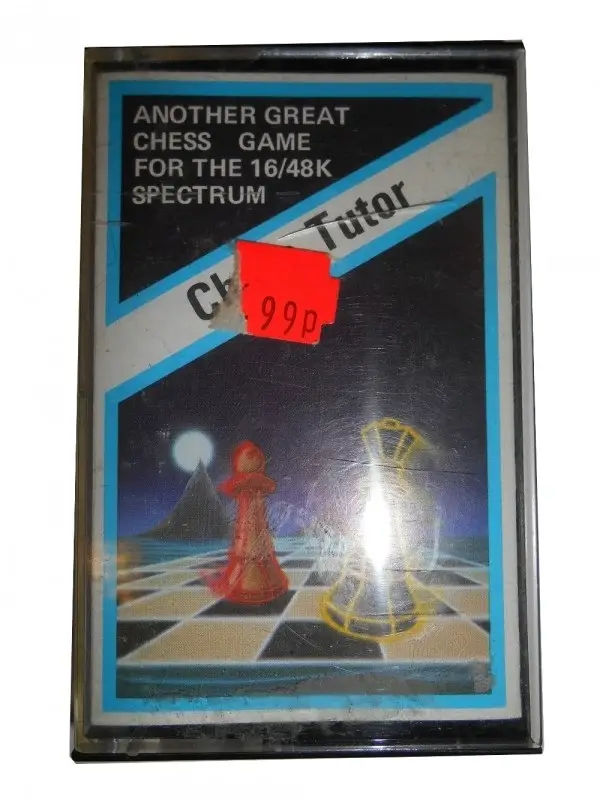 ANOTHER GREAT
CHESS GAME
FOR THE 16/48K
SPECTRUM
Tutor
99p